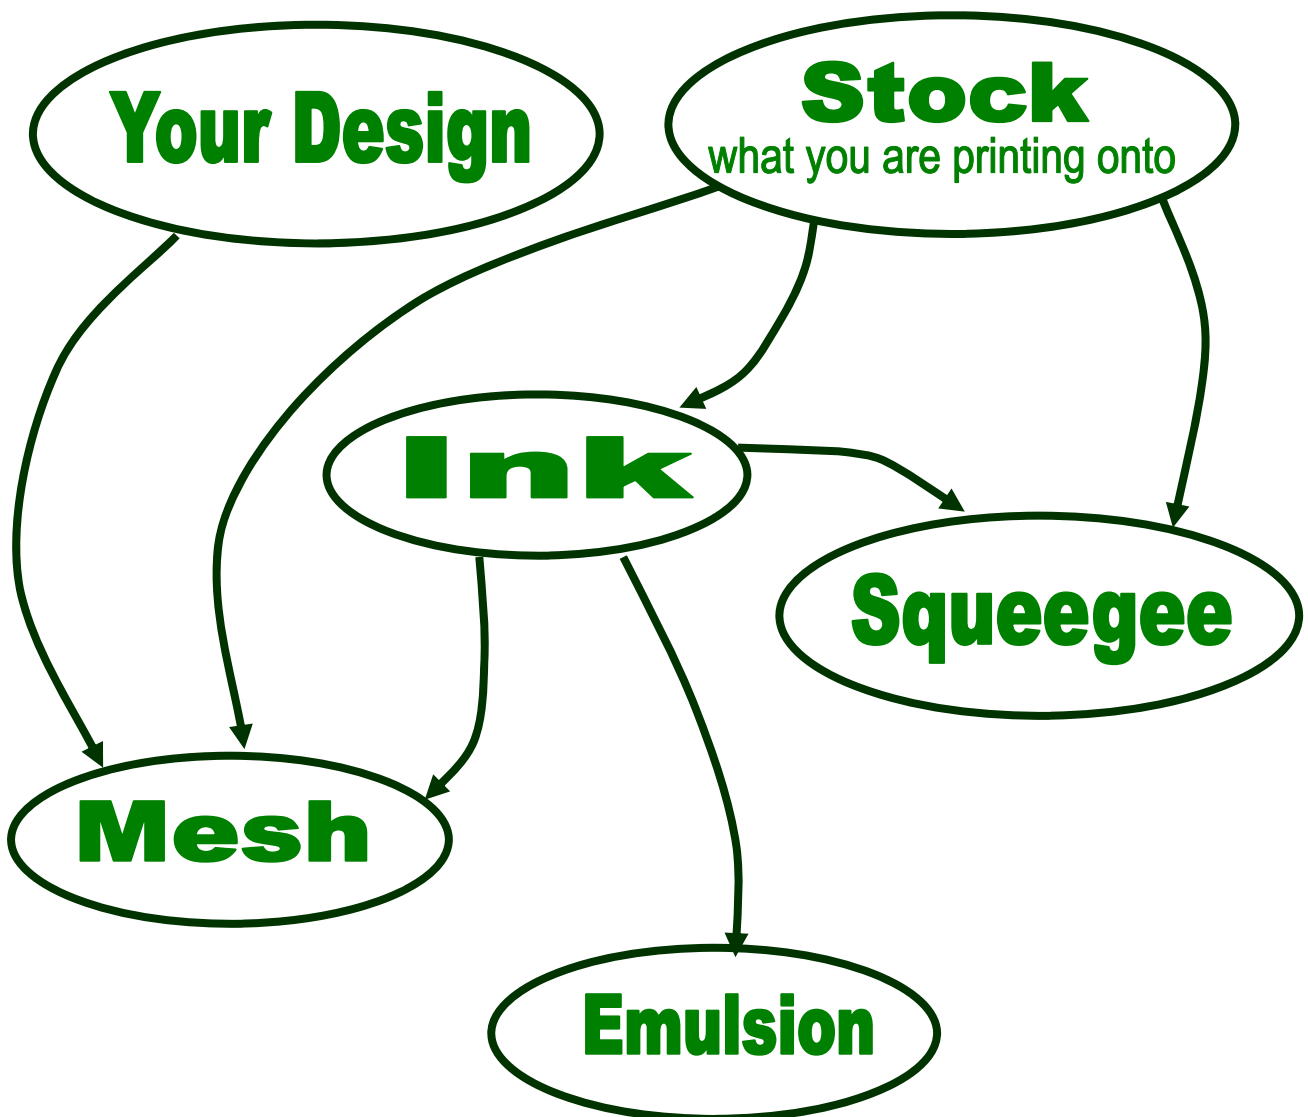 Your Design
Stock
what you are printing onto
Ink
Squeegee
Mesh
Emulsion